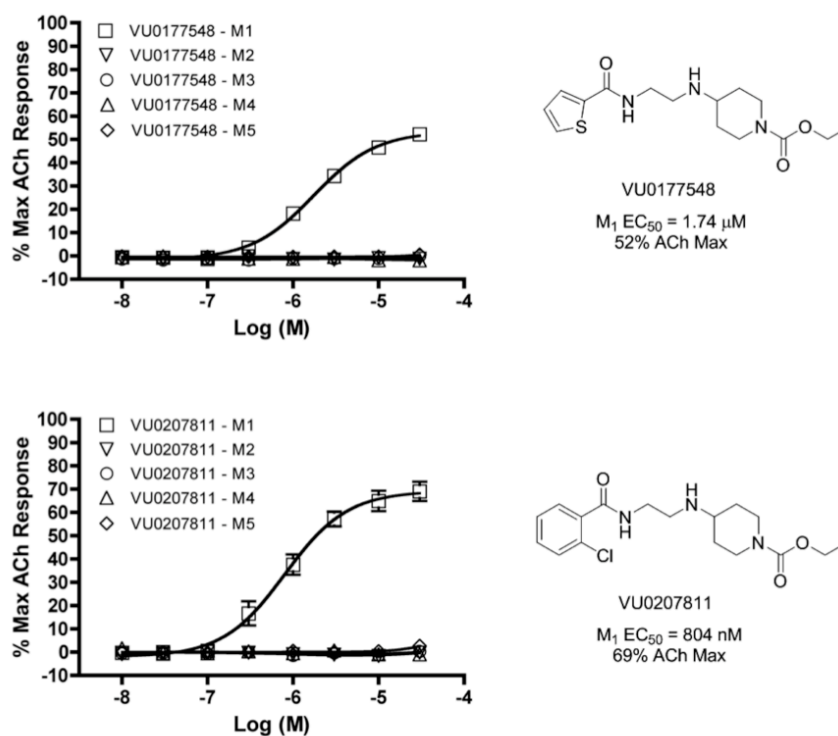 VU0177548 - M1
VU0177548 - M2
VU0177548 - M3
VU0177548 - M4
VU0177548 - M5
% Max ACh Response
100
90
80
70
60
50
40
30
20
10
0
-10
-8
-7
-6
-5
-4
Log (M)
O
N
H
S
H
N
N
O
O
VU0177548
M₁ EC₅₀ = 1.74 µM
52% ACh Max
VU0207811 - M1
VU0207811 - M2
VU0207811 - M3
VU0207811 - M4
VU0207811 - M5
% Max ACh Response
100
90
80
70
60
50
40
30
20
10
0
-10
-8
-7
-6
-5
-4
Log (M)
O
N
H
Cl
H
N
N
O
O
VU0207811
M₁ EC₅₀ = 804 nM
69% ACh Max